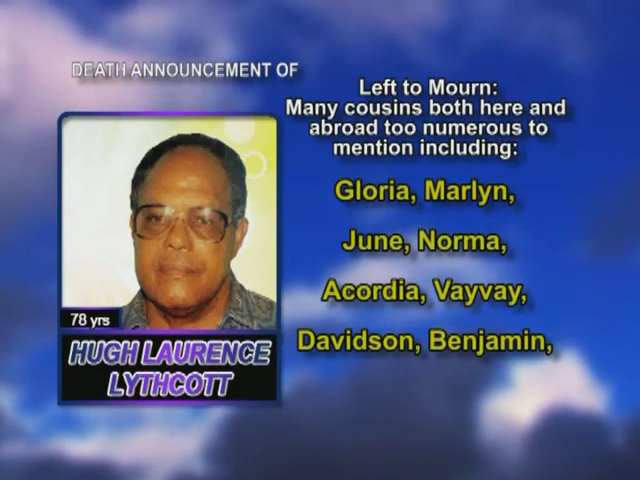 DEATH ANNOUNCEMENT OF
78 yrs
HUGH LAURENCE
LYTHCOTT
Left to Mourn:
Many cousins both here and
abroad too numerous to
mention including:
Gloria, Marlyn,
June, Norma,
Acordia, Vayvay,
Davidson, Benjamin,